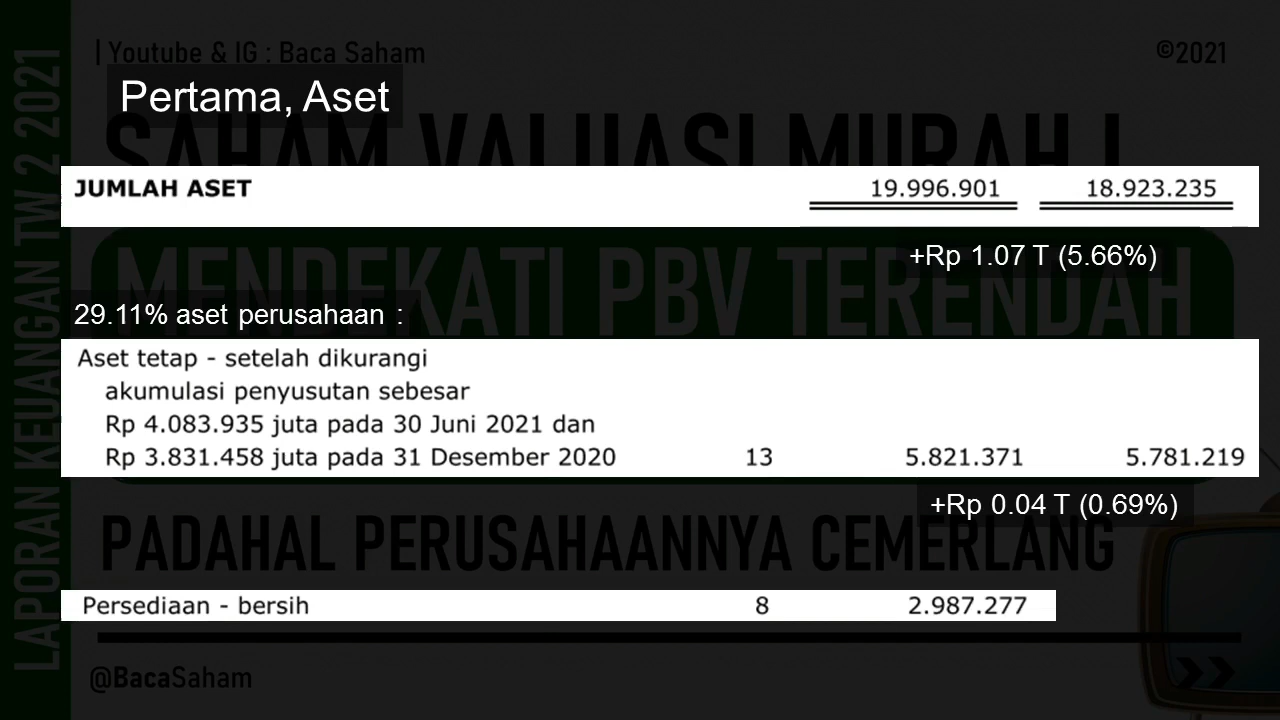 | Youtube & IG : Baca Saham
©2021
Pertama, Aset
SAHAM VALUASI MURAH !
JUMLAH ASET 19.996.901 18.923.235
+Rp 1.07 T (5.66%)
MENDEKATI PBV TERENDAH
29.11% aset perusahaan :
Aset tetap - setelah dikurangi
akumulasi penyusutan sebesar
Rp 4.083.935 juta pada 30 Juni 2021 dan
Rp 3.831.458 juta pada 31 Desember 2020 13 5.821.371 5.781.219
+Rp 0.04 T (0.69%)
PADAHAL PERUSAHAANNYA CEMERLANG
Persediaan - bersih 8 2.987.277
@BacaSaham
LAPORAN KEUANGAN TW 2 2021